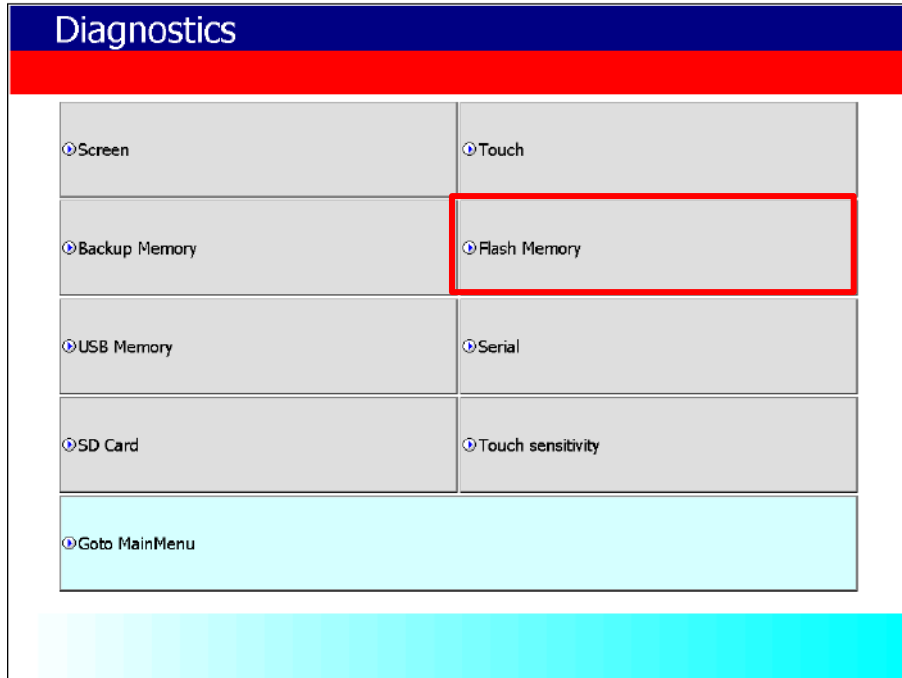 Diagnostics
Screen
Touch
Backup Memory
Flash Memory
USB Memory
Serial
SD Card
Touch sensitivity
Goto MainMenu